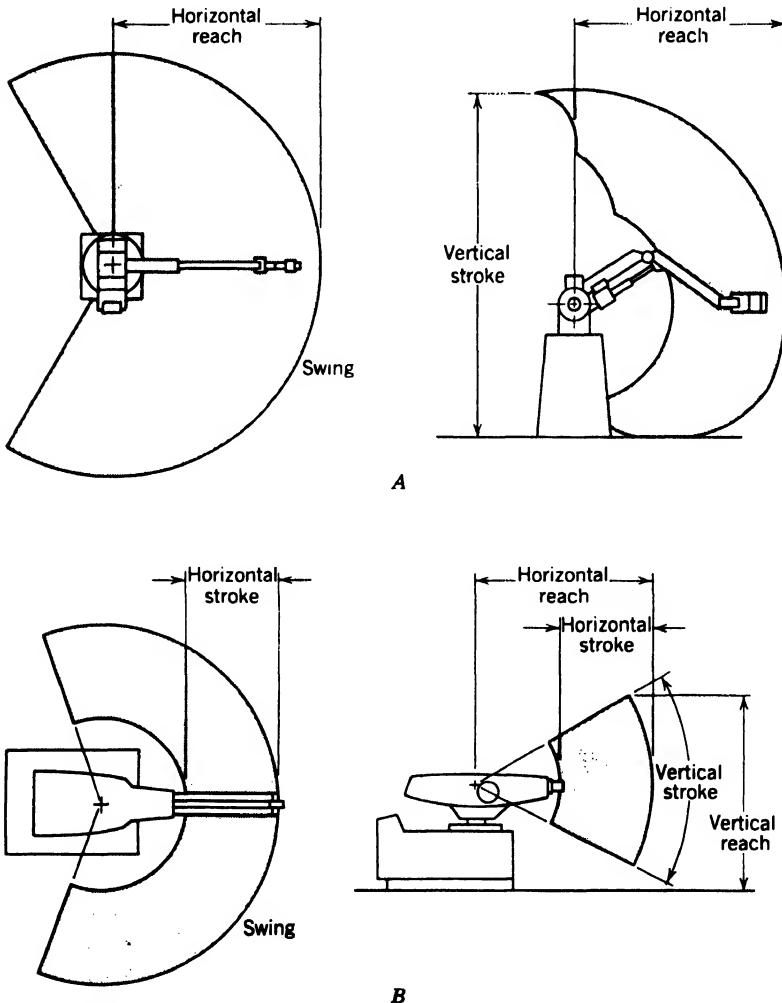 Horizontal
reach
Swing
Horizontal
reach
Vertical
stroke
A
Horizontal
stroke
Swing
Horizontal
reach
Horizontal
stroke
Vertical
stroke
Vertical
reach
B